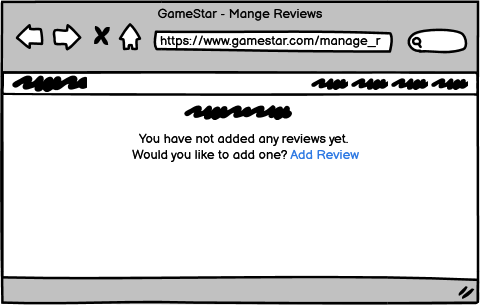 GameStar - Mange Reviews
https://www.gamestar.com/manage_r
You have not added any reviews yet.
Would you like to add one? Add Review